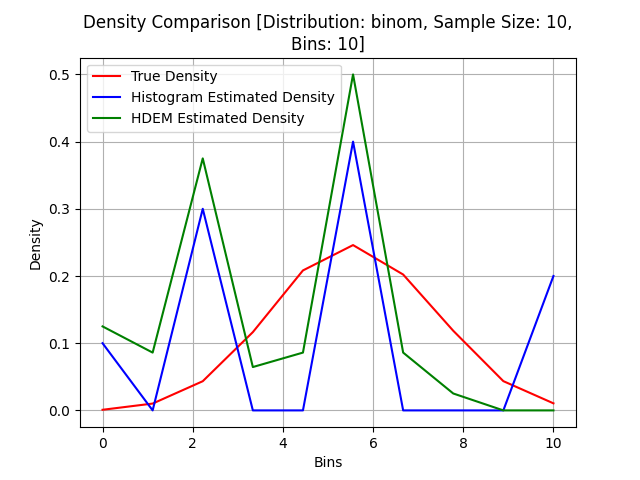 Density Comparison [Distribution: binom, Sample Size: 10,
Bins: 10]
True Density
Histogram Estimated Density
HDEM Estimated Density
Density
0.5
0.4
0.3
0.2
0.1
0.0
0 2 4 6 8 10
Bins